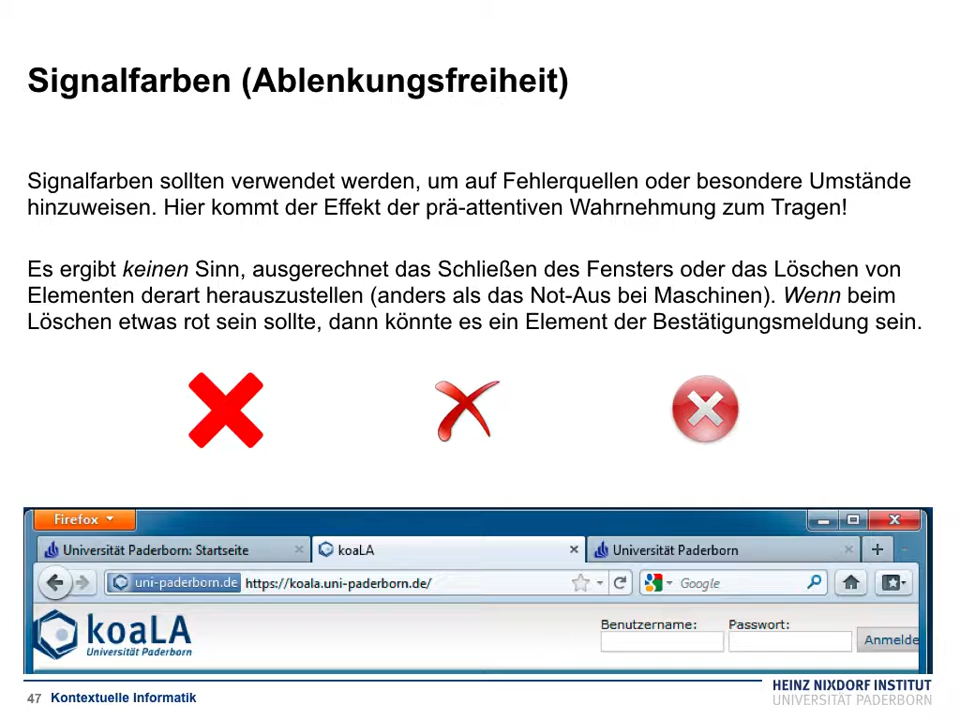 Signalfarben (Ablenkungsfreiheit)
Signalfarben sollten verwendet werden, um auf Fehlerquellen oder besondere Umstände
hinzuweisen. Hier kommt der Effekt der prä-attentiven Wahrnehmung zum Tragen!
Es ergibt keinen Sinn, ausgerechnet das Schließen des Fensters oder das Löschen von
Elementen derart herauszustellen (anders als das Not-Aus bei Maschinen). Wenn beim
Löschen etwas rot sein sollte, dann könnte es ein Element der Bestätigungsmeldung sein.
Firefox
Universität Paderborn: Startseite koaLA Universität Paderborn
uni-paderborn.de https://koala.uni-paderborn.de/ Google
koaLA
Universität Paderborn
Benutzername: Passwort:
Anmelde
47 Kontextuelle Informatik
HEINZ NIXDORF INSTITUT
UNIVERSITÄT PADERBORN